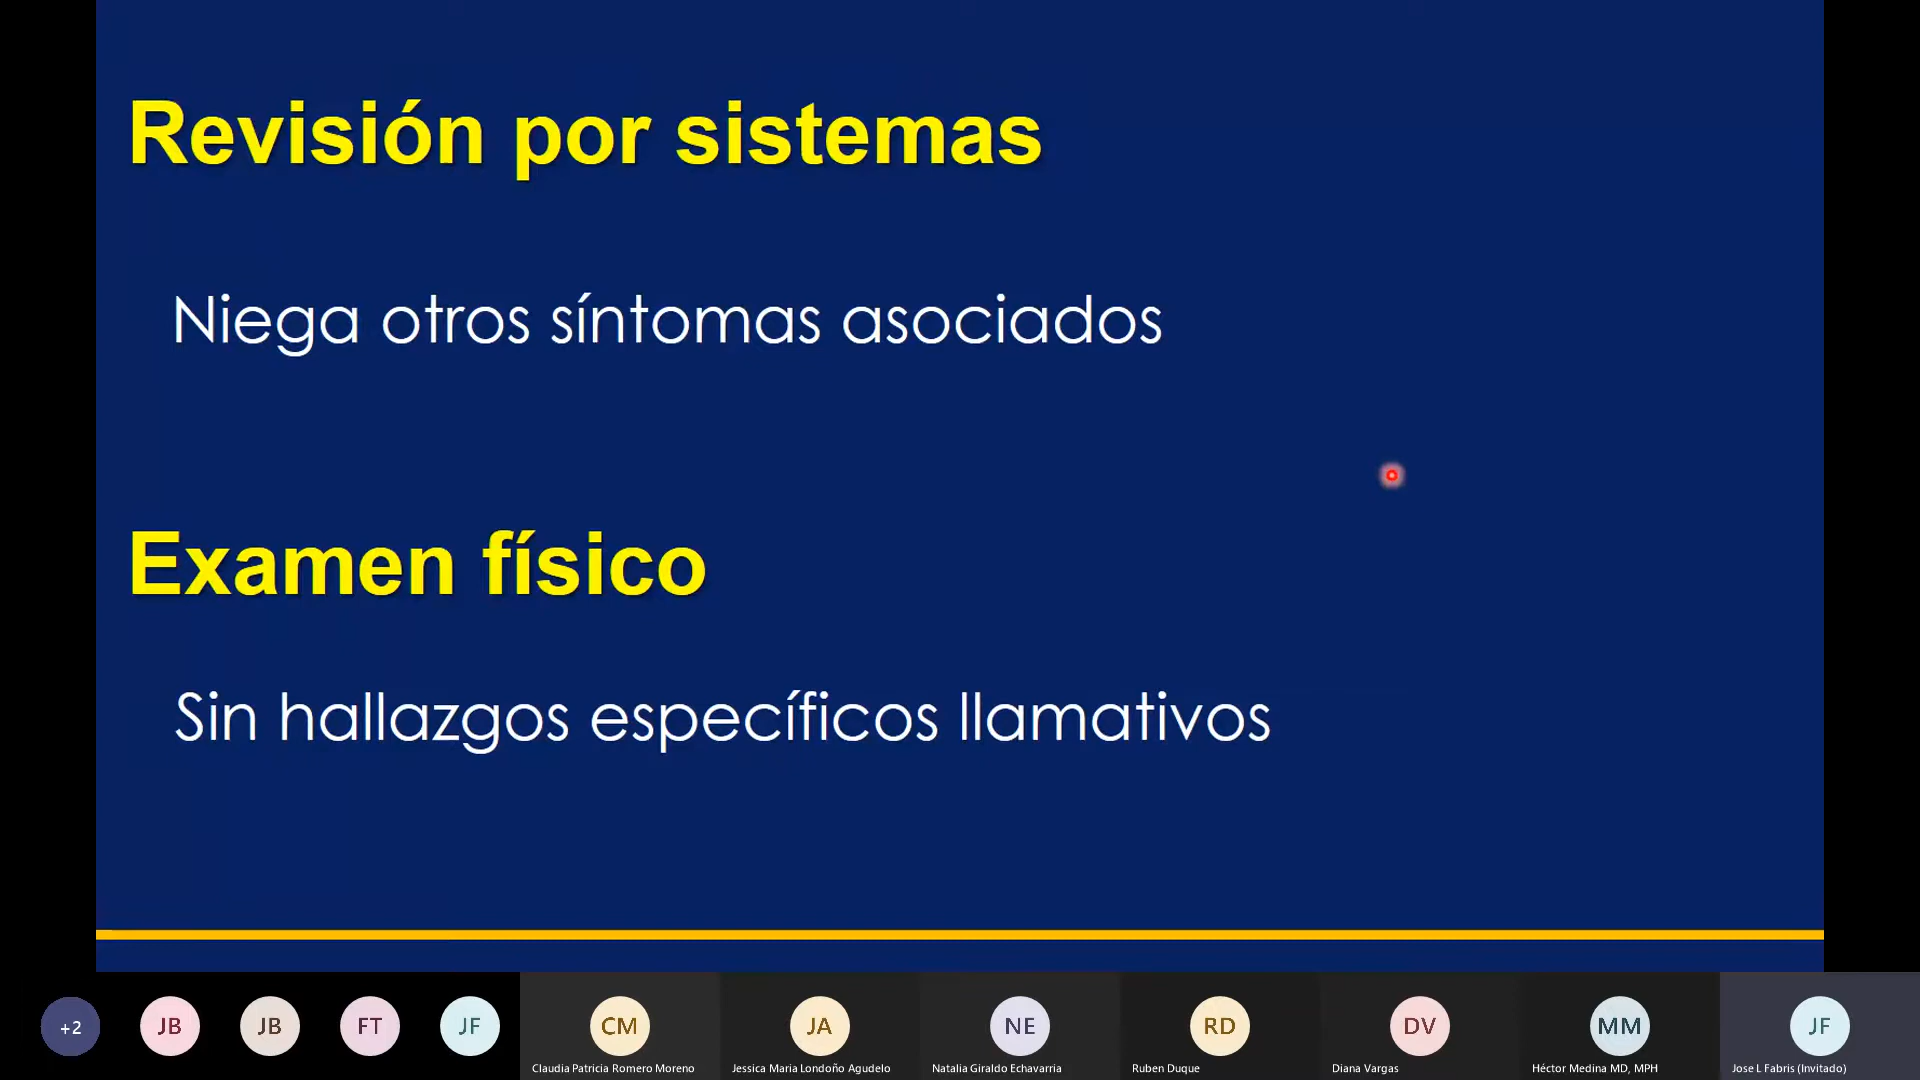 Revisión por sistemas
Niega otros síntomas asociados
Examen físico
Sin hallazgos específicos llamativos
+2
JB
JB
FT
JF
CM
JA
NE
RD
DV
MM
JF
Claudia Patricia Romero Moreno
Jessica Maria Londoño Agudelo
Natalia Giraldo Echavarria
Ruben Duque
Diana Vargas
Héctor Medina MD, MPH
Jose L Fabris (Invitado)